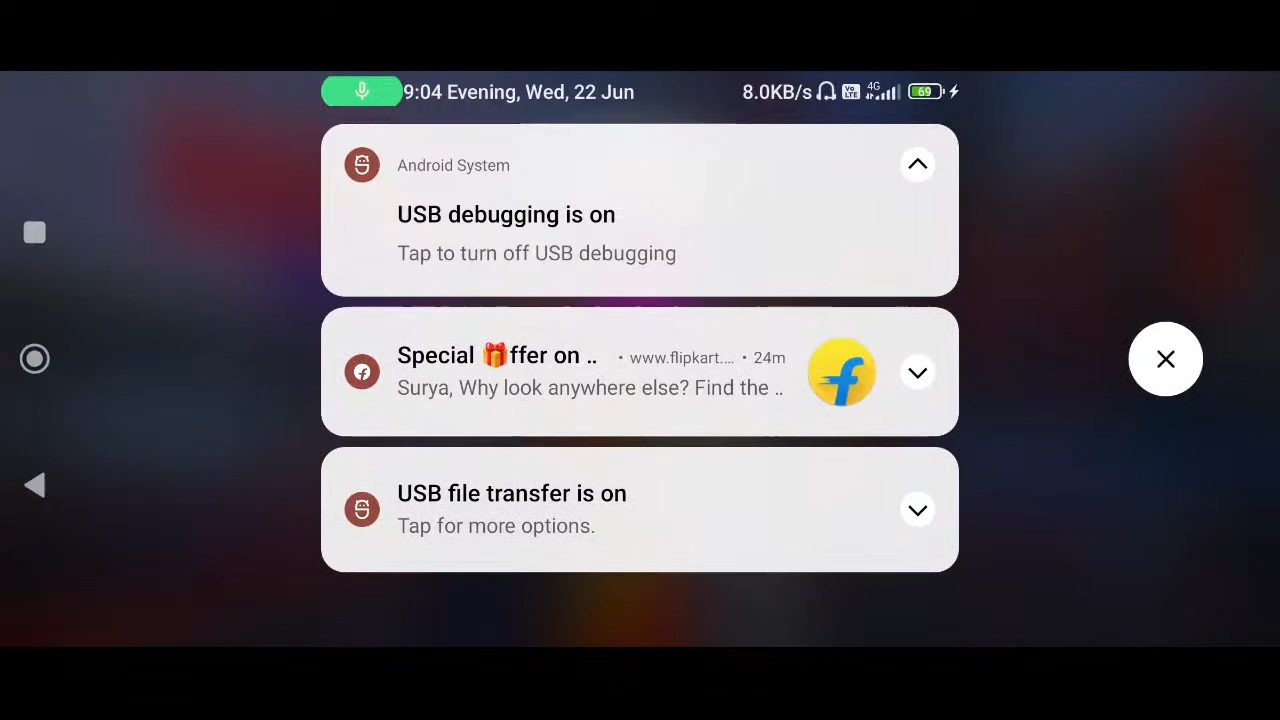 9:04 Evening, Wed, 22 Jun 8.0KB/s Vo LTE 4G 69
Android System
USB debugging is on
Tap to turn off USB debugging
Special 🎁ffer on .. • www.flipkart.... • 24m
Surya, Why look anywhere else? Find the ..
USB file transfer is on
Tap for more options.